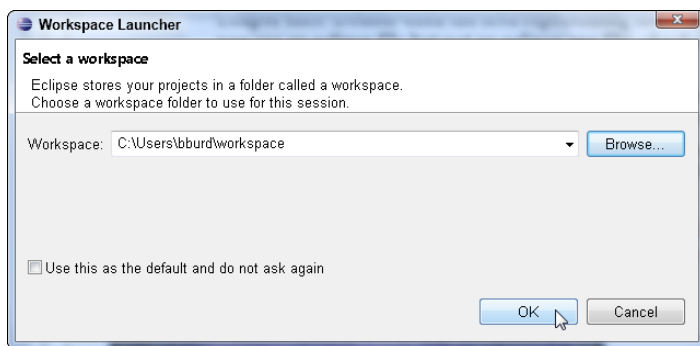 Workspace Launcher
Select a workspace
Eclipse stores your projects in a folder called a workspace.
Choose a workspace folder to use for this session.
Workspace: C:\Users\bburd\workspace Browse...
Use this as the default and do not ask again
OK Cancel